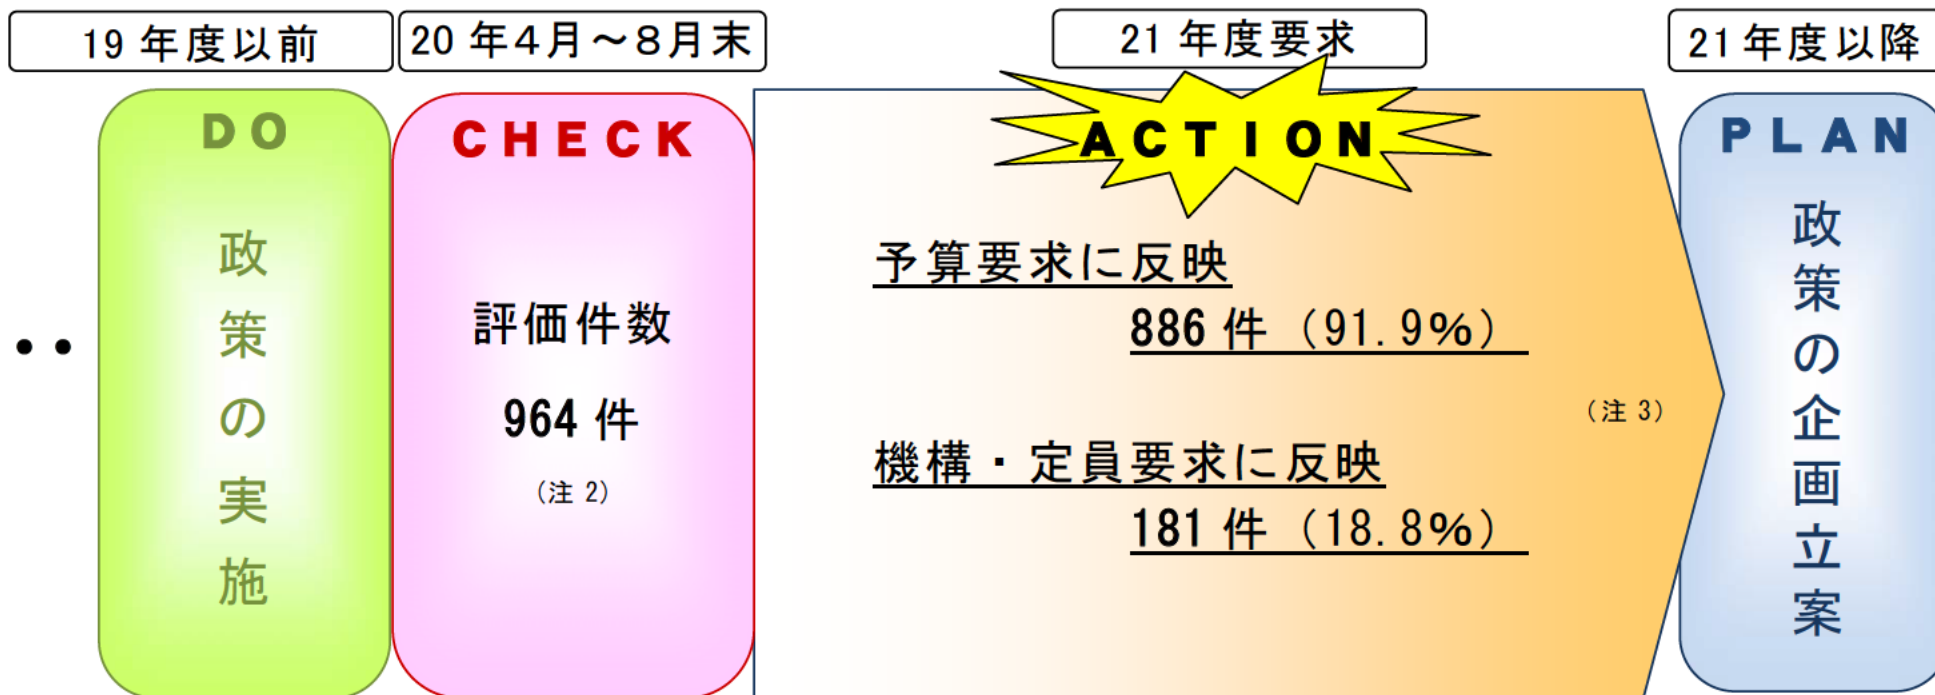 19 年度以前
20 年4月~8月末
21 年度要求
21 年度以降
DO
政策の実施
CHECK
評価件数
964 件
(注 2)
ACTION
予算要求に反映
886 件 (91.9%)
機構・定員要求に反映
181 件 (18.8%)
(注 3)
PLAN
政策の企画立案